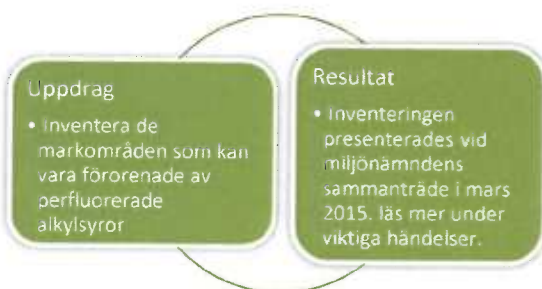 Uppdrag
• Inventera de
markområden som kan
vara förorenade av
perfluorerade
alkylsyror
Resultat
• Inventeringen
presenterades vid
miljönämndens
sammanträde i mars
2015. läs mer under
viktiga händelser.